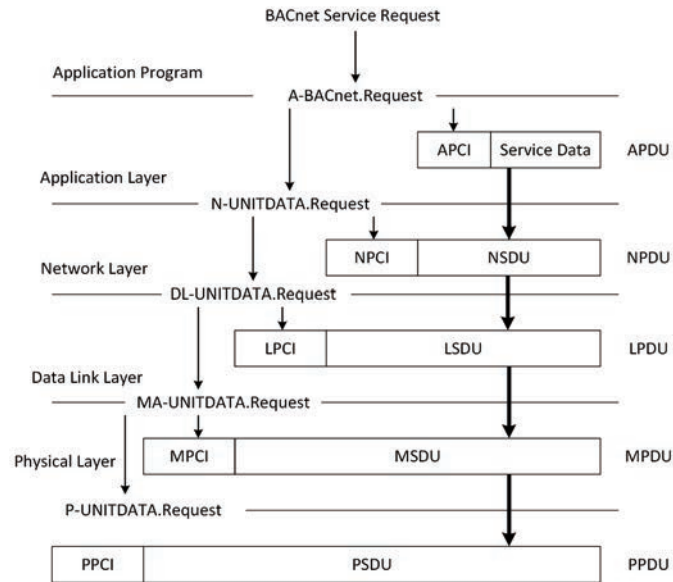 BACnet Service Request
Application Program
A-BACnet.Request
APCI Service Data APDU
Application Layer
N-UNITDATA.Request
NPCI NSDU NPDU
Network Layer
DL-UNITDATA.Request
LPCI LSDU LPDU
Data Link Layer
MA-UNITDATA.Request
MPCI MSDU MPDU
Physical Layer
P-UNITDATA.Request
PPCI PSDU PPDU